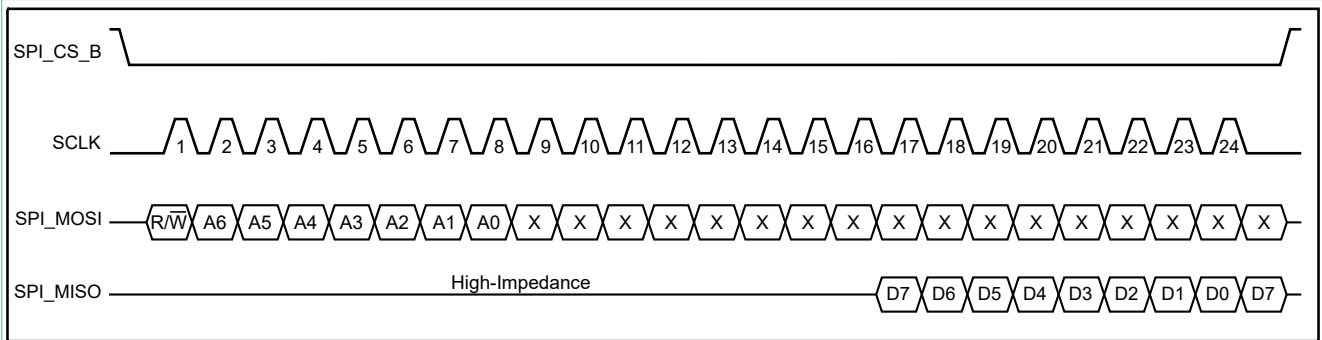 SPI_CS_B
SCLK 1 2 3 4 5 6 7 8 9 10 11 12 13 14 15 16 17 18 19 20 21 22 23 24
SPI_MOSI R/W̅ A6 A5 A4 A3 A2 A1 A0 X X X X X X X X X X X X X X X X X
SPI_MISO High-Impedance D7 D6 D5 D4 D3 D2 D1 D0 D7